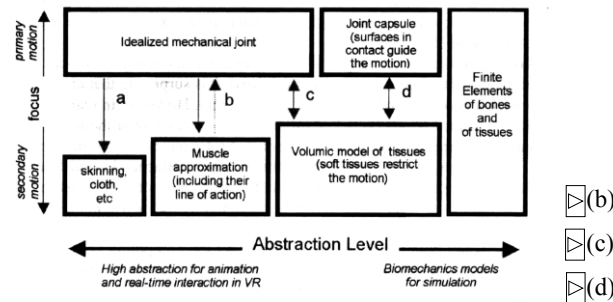 primary
motion
focus
secondary
motion
Idealized mechanical joint
Joint capsule
(surfaces in
contact guide
the motion)
Finite
Elements
of bones
and
of tissues
a
b
c
d
skinning,
cloth,
etc
Muscle
approximation
(including their
line of action)
Volumic model of tissues
(soft tissues restrict
the motion)
Abstraction Level
High abstraction for animation
and real-time interaction in VR
Biomechanics models
for simulation
(b)
(c)
(d)